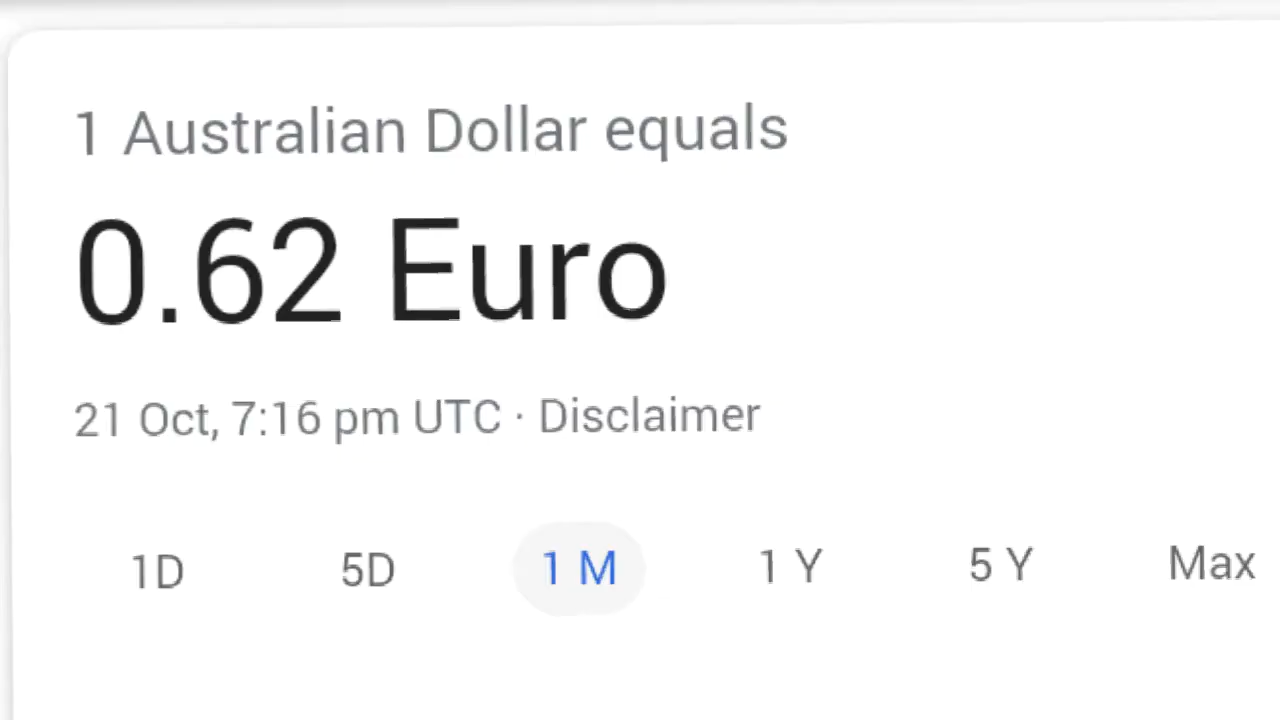 1 Australian Dollar equals
0.62 Euro
21 Oct, 7:16 pm UTC · Disclaimer
1D 5D 1 M 1 Y 5 Y Max